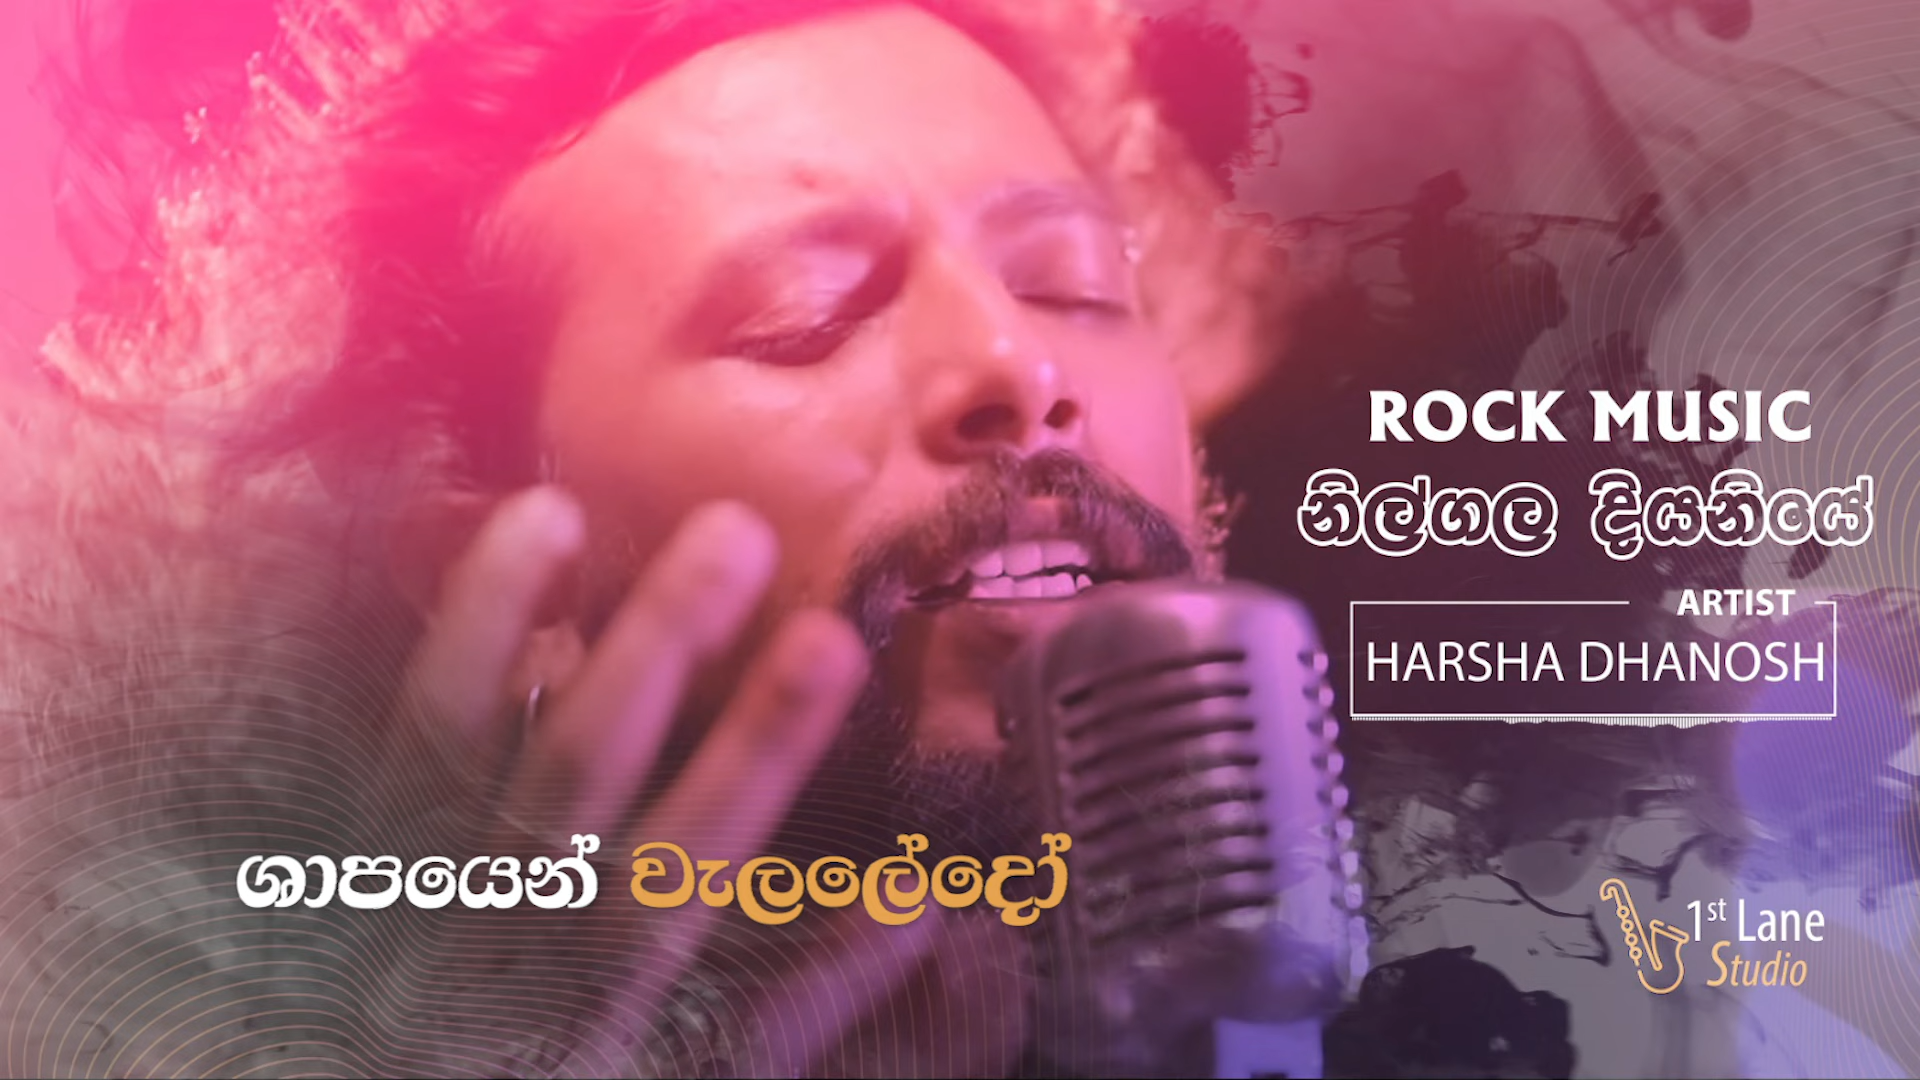 ROCK MUSIC
නිල්ගල දියනියේ
ARTIST
HARSHA DHANOSH
ශාපයෙන් වැලලේදෝ
1st Lane
Studio